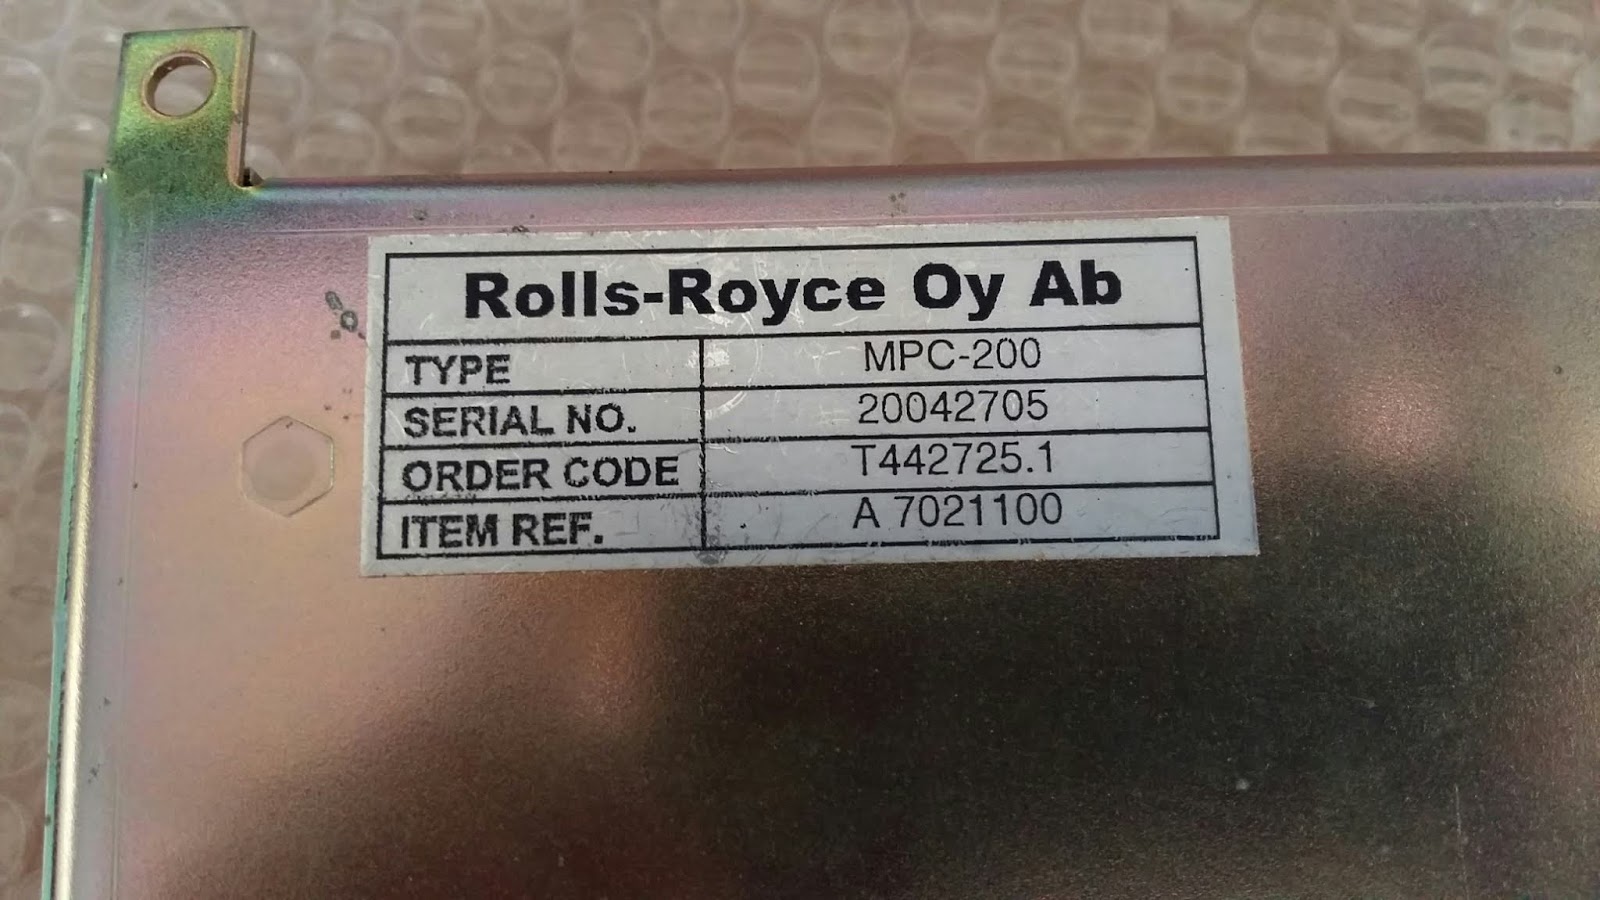 Rolls-Royce Oy Ab
TYPE MPC-200
SERIAL NO. 20042705
ORDER CODE T442725.1
ITEM REF. A 7021100